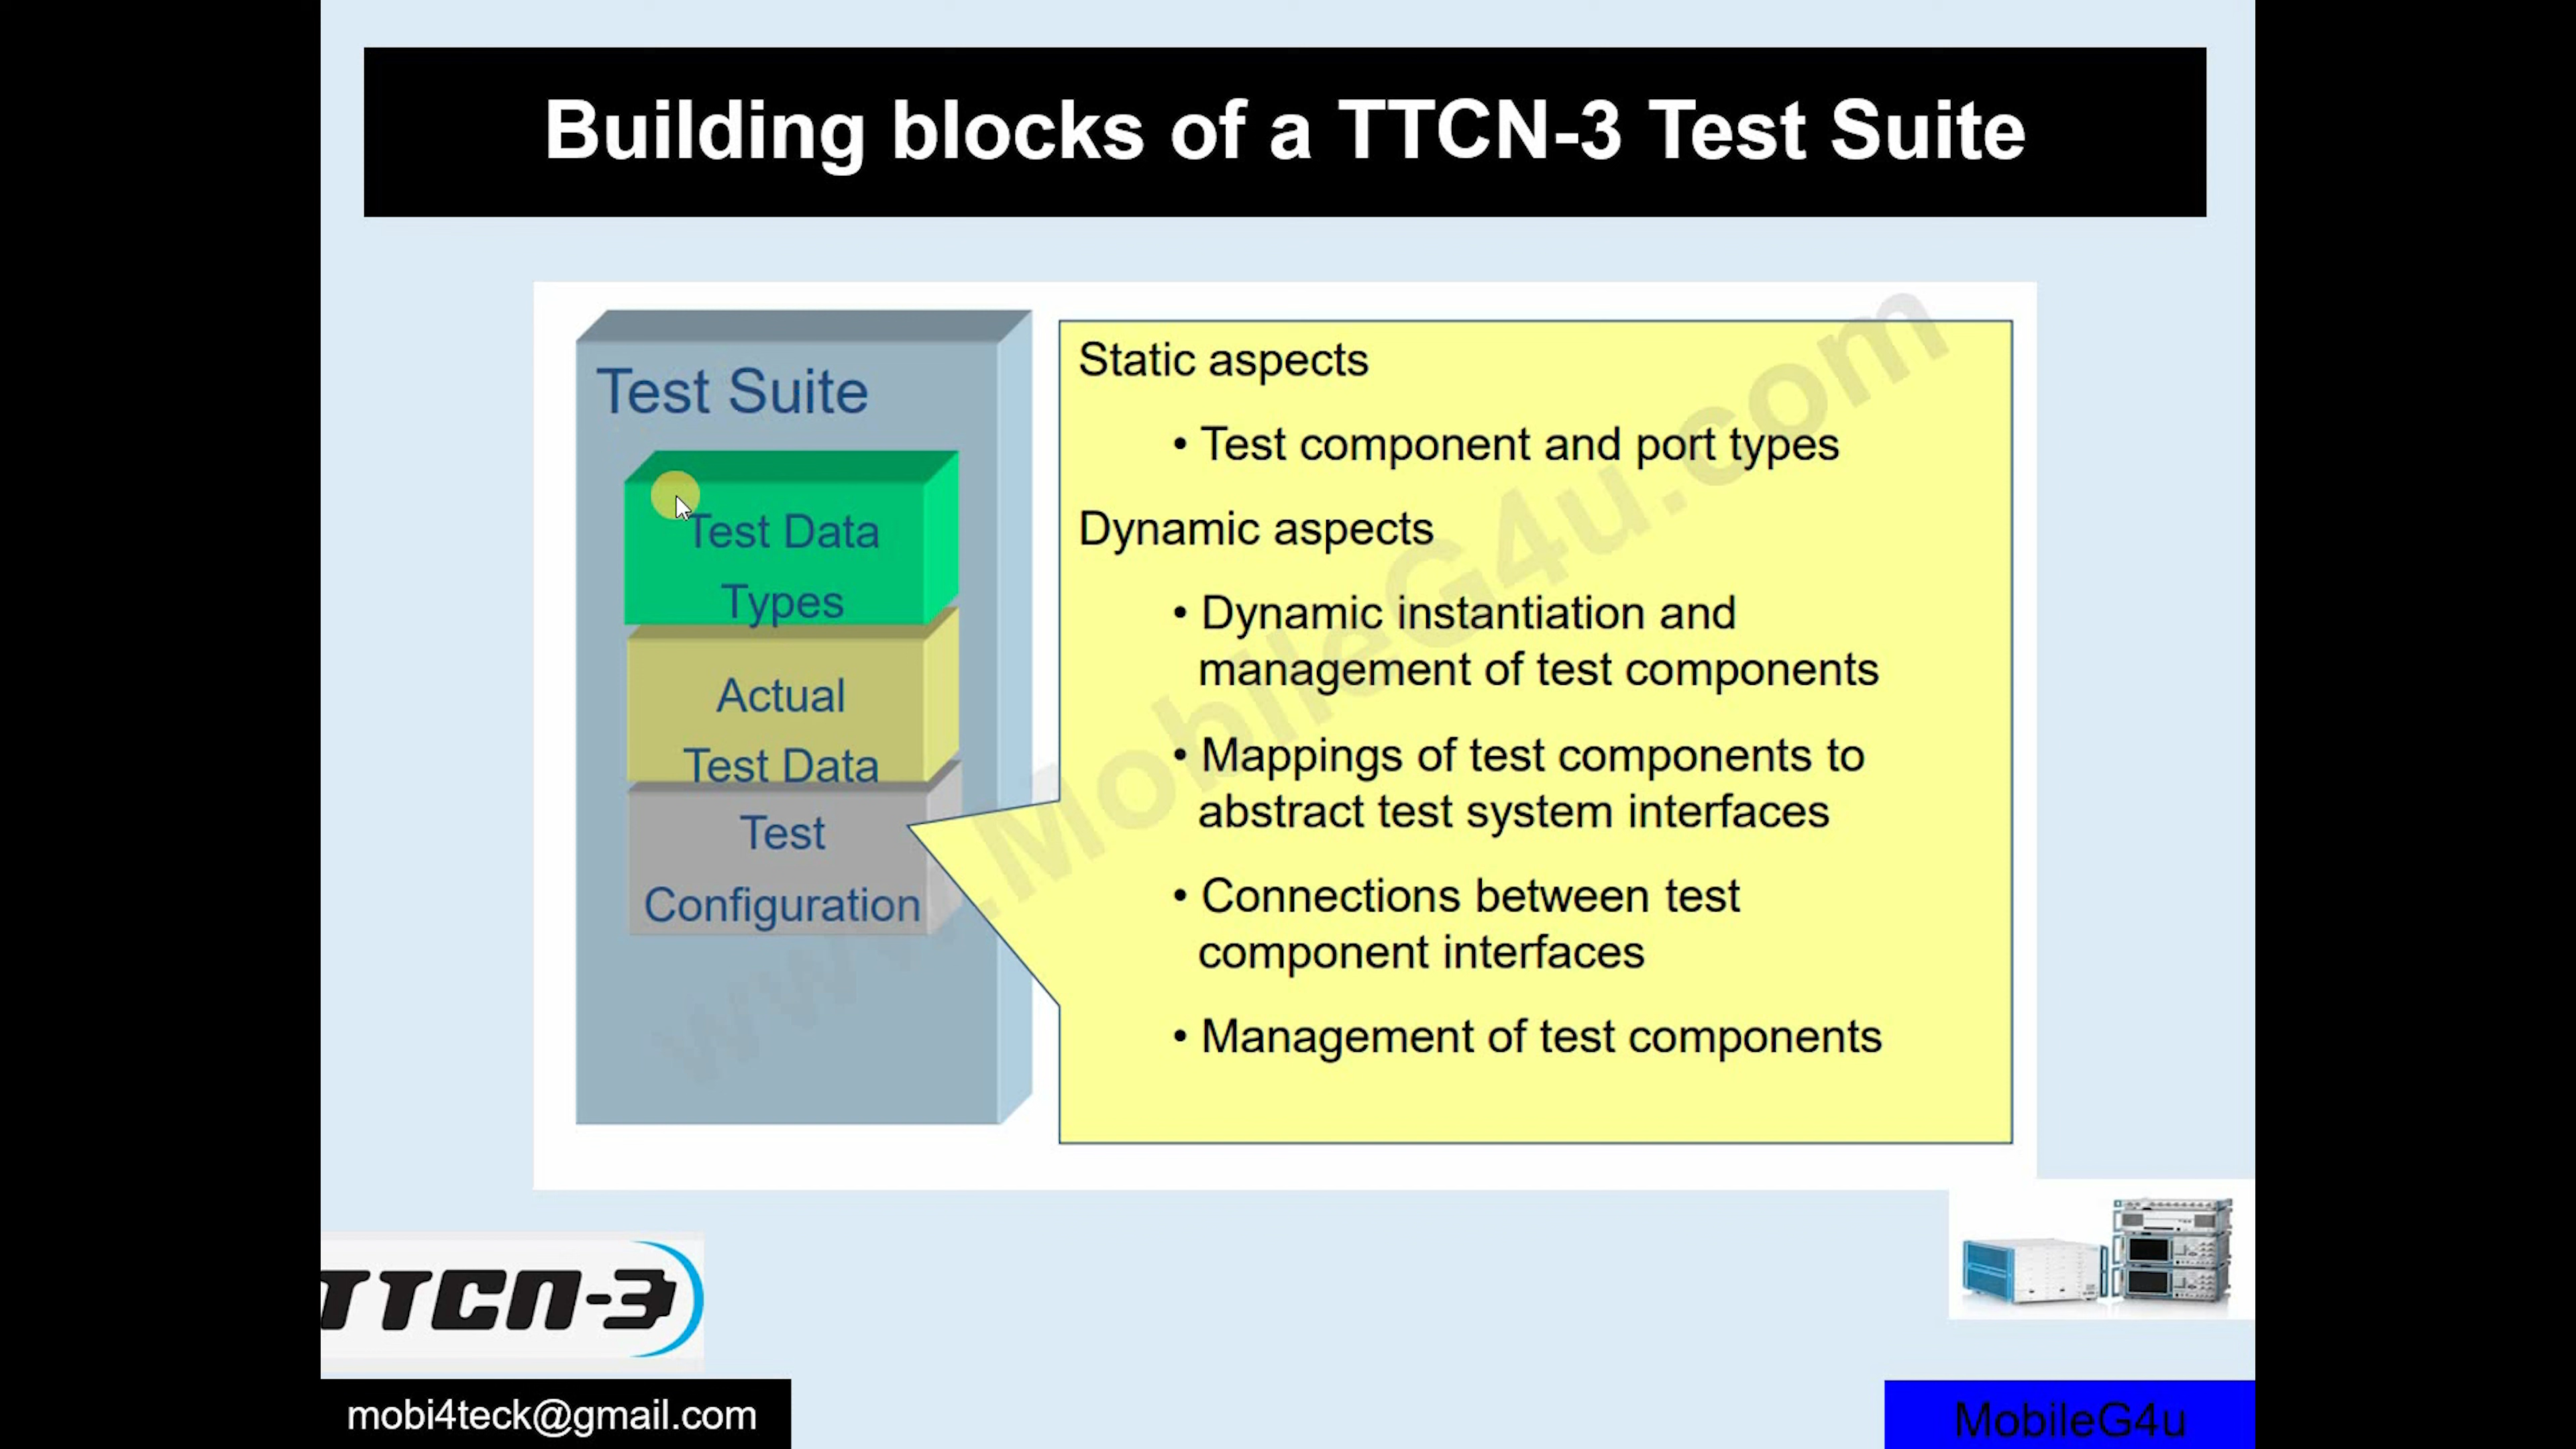 Building blocks of a TTCN-3 Test Suite
Test Suite
Test Data
Types
Actual
Test Data
Test
Configuration
Static aspects
• Test component and port types
Dynamic aspects
• Dynamic instantiation and
management of test components
• Mappings of test components to
abstract test system interfaces
• Connections between test
component interfaces
• Management of test components
www.MobileG4u.com
TTCN-3
mobi4teck@gmail.com
MobileG4u